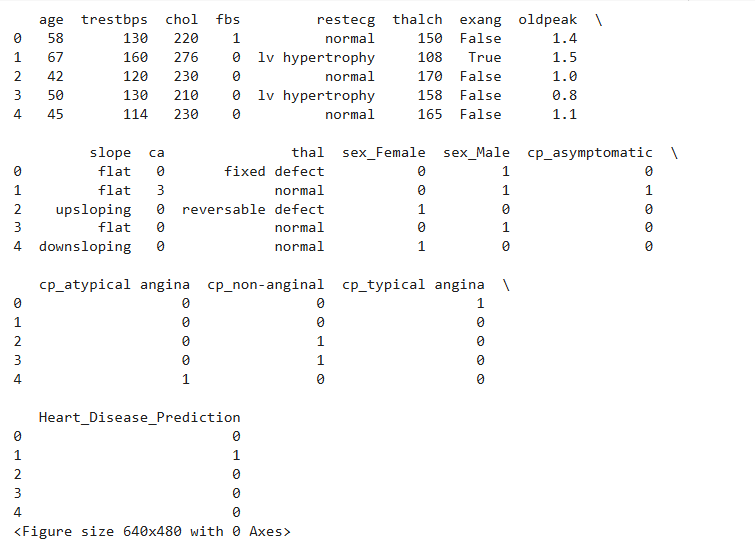 age trestbps chol fbs restecg thalch exang oldpeak \
0 58 130 220 1 normal 150 False 1.4
1 67 160 276 0 lv hypertrophy 108 True 1.5
2 42 120 230 0 normal 170 False 1.0
3 50 130 210 0 lv hypertrophy 158 False 0.8
4 45 114 230 0 normal 165 False 1.1
slope ca thal sex_Female sex_Male cp_asymptomatic \
0 flat 0 fixed defect 0 1 0
1 flat 3 normal 0 1 1
2 upsloping 0 reversable defect 1 0 0
3 flat 0 normal 0 1 0
4 downsloping 0 normal 1 0 0
cp_atypical angina cp_non-anginal cp_typical angina \
0 0 0 1
1 0 0 0
2 0 1 0
3 0 1 0
4 1 0 0
Heart_Disease_Prediction
0 0
1 1
2 0
3 0
4 0
<Figure size 640x480 with 0 Axes>